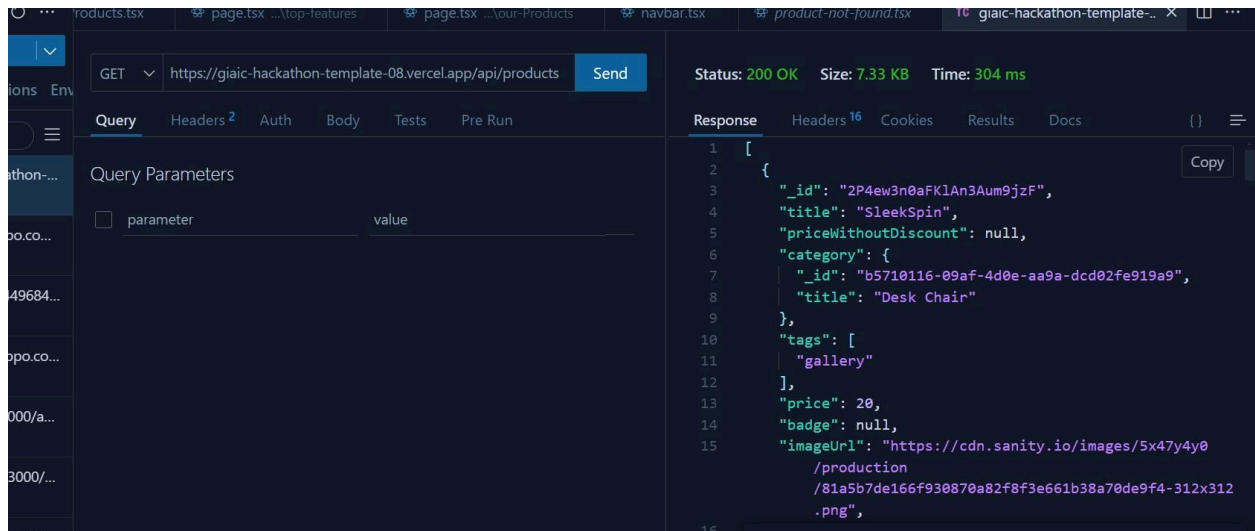 roducts.tsx
page.tsx ...\top-features
page.tsx ...\our-Products
navbar.tsx
product-not-found.tsx
TC giaic-hackathon-template-..
ions Env
athon-...
po.co...
449684...
opo.co...
000/a...
3000/...
GET
https://giaic-hackathon-template-08.vercel.app/api/products
Send
Query
Headers 2
Auth
Body
Tests
Pre Run
Query Parameters
parameter
value
Status: 200 OK Size: 7.33 KB Time: 304 ms
Response
Headers 16
Cookies
Results
Docs
{}
Copy
1 [
2 {
3 "_id": "2P4ew3n0aFKlAn3Aum9jzF",
4 "title": "SleekSpin",
5 "priceWithoutDiscount": null,
6 "category": {
7 "_id": "b5710116-09af-4d0e-aa9a-dcd02fe919a9",
8 "title": "Desk Chair"
9 },
10 "tags": [
11 "gallery"
12 ],
13 "price": 20,
14 "badge": null,
15 "imageUrl": "https://cdn.sanity.io/images/5x47y4y0
/production
/81a5b7de166f930870a82f8f3e661b38a70de9f4-312x312
.png",
16